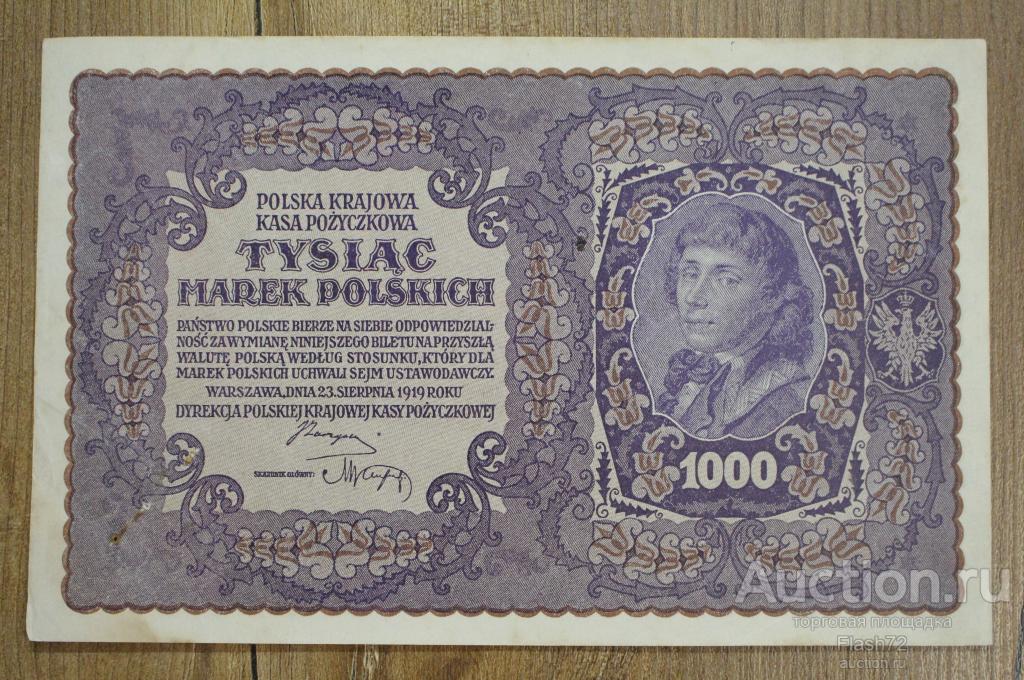 POLSKA KRAJOWA
KASA POŻYCZKOWA
TYSIĄC
MAREK POLSKICH
PAŃSTWO POLSKIE BIERZE NA SIEBIE ODPOWIEDZIAL-
NOŚĆ ZA WYMIANĘ NINIEJSZEGO BILETU NA PRZYSZŁĄ
WALUTĘ POLSKĄ WEDŁUG STOSUNKU, KTÓRY DLA
MAREK POLSKICH UCHWALI SEJM USTAWODAWCZY.
WARSZAWA, DNIA 23. SIERPNIA 1919 ROKU
DYREKCJA POLSKIEJ KRAJOWEJ KASY POŻYCZKOWEJ
SKARBNIK GŁÓWNY:
1000
Auction.ru
торговая площадка
Flash72
auction.ru